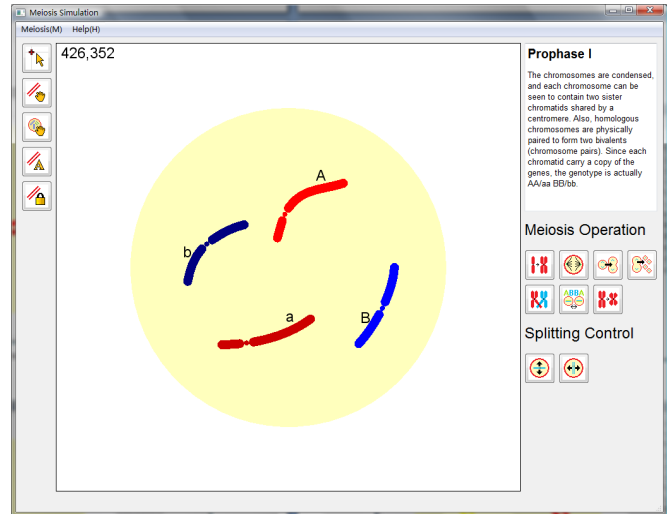 Meiosis Simulation
Meiosis(M) Help(H)
426,352
A
b
a
B
Prophase I
The chromosomes are condensed,
and each chromosome can be
seen to contain two sister
chromatids shared by a
centromere. Also, homologous
chromosomes are physically
paired to form two bivalents
(chromosome pairs). Since each
chromatid carry a copy of the
genes, the genotype is actually
AA/aa BB/bb.
Meiosis Operation
ABBA
Splitting Control
A